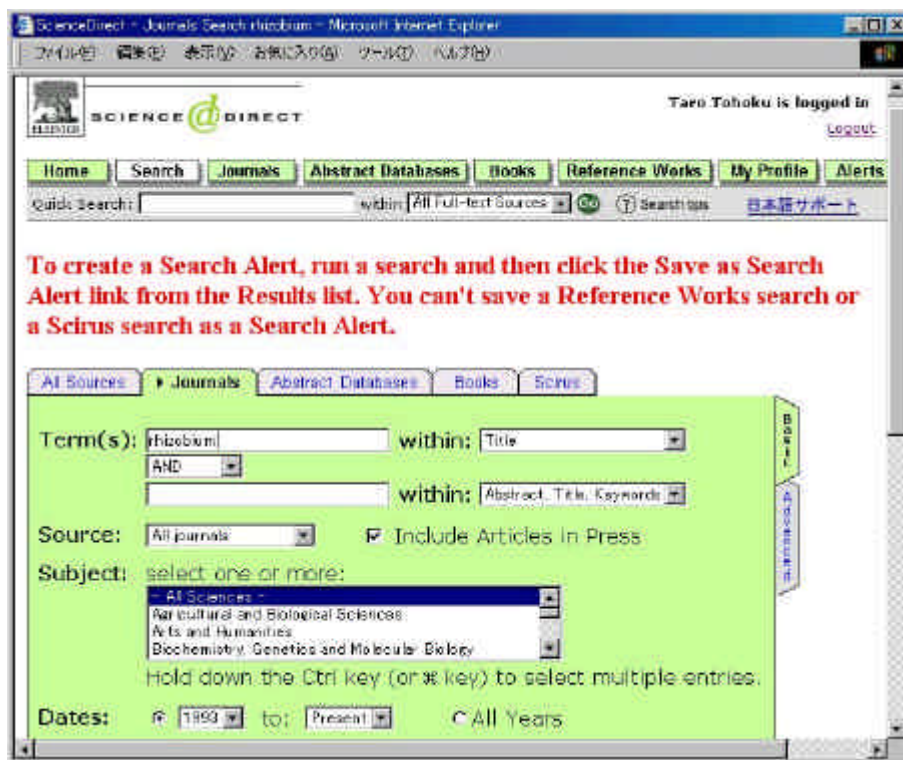 ScienceDirect - Journals Search rhizobium - Microsoft Internet Explorer
ファイル(F) 編集(E) 表示(V) お気に入り(A) ツール(T) ヘルプ(H)
ELSEVIER SCIENCE @ DIRECT
Taro Tohoku is logged in
Logout
Home Search Journals Abstract Databases Books Reference Works My Profile Alerts
Quick Search: within All Full-text Sources Go ? Search tips 日本語サポート
To create a Search Alert, run a search and then click the Save as Search
Alert link from the Results list. You can't save a Reference Works search or
a Scirus search as a Search Alert.
All Sources Journals Abstract Databases Books Scirus
Basic
Advanced
Term(s): rhizobium within: Title
AND
within: Abstract, Title, Keywords
Source: All journals Include Articles In Press
Subject: select one or more:
- All Sciences -
Agricultural and Biological Sciences
Arts and Humanities
Biochemistry, Genetics and Molecular Biology
Hold down the Ctrl key (or ⌘ key) to select multiple entries.
Dates: 1993 to: Present All Years